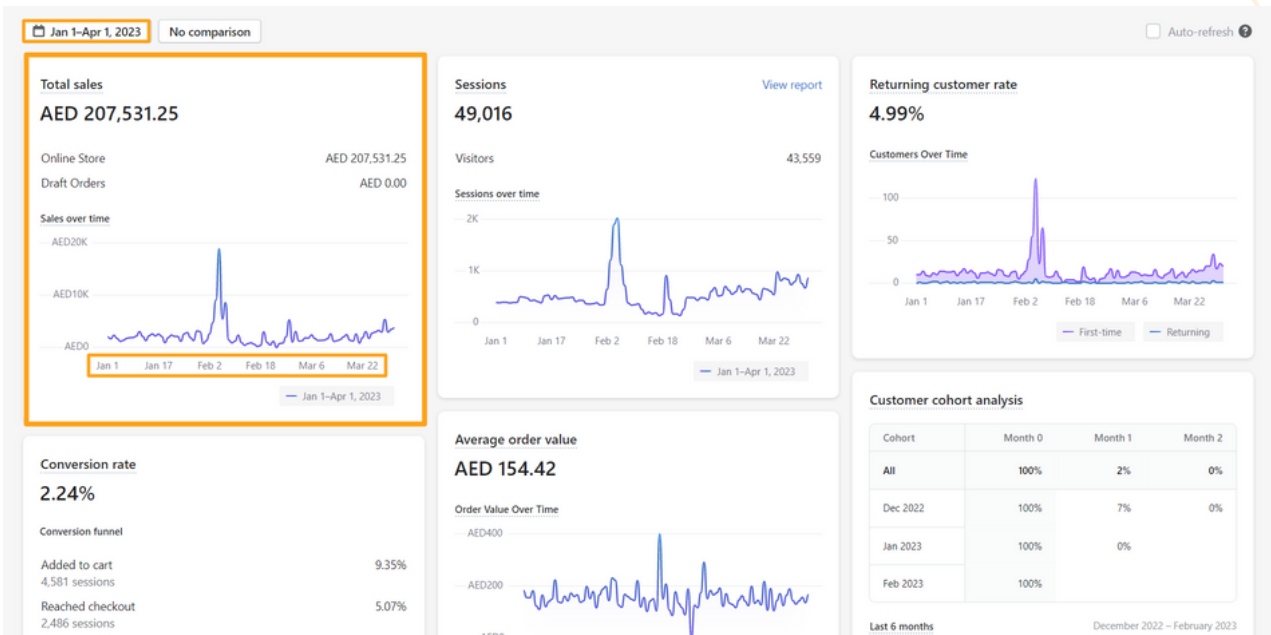 Jan 1–Apr 1, 2023 No comparison Auto-refresh ?
Total sales
AED 207,531.25
Online Store AED 207,531.25
Draft Orders AED 0.00
Sales over time
AED20K
AED10K
AED0
Jan 1 Jan 17 Feb 2 Feb 18 Mar 6 Mar 22
Jan 1–Apr 1, 2023
Sessions View report
49,016
Visitors 43,559
Sessions over time
2K
1K
0
Jan 1 Jan 17 Feb 2 Feb 18 Mar 6 Mar 22
Jan 1–Apr 1, 2023
Returning customer rate
4.99%
Customers Over Time
100
50
0
Jan 1 Jan 17 Feb 2 Feb 18 Mar 6 Mar 22
First-time Returning
Conversion rate
2.24%
Conversion funnel
Added to cart 9.35%
4,581 sessions
Reached checkout 5.07%
2,486 sessions
Average order value
AED 154.42
Order Value Over Time
AED400
AED200
AED0
Customer cohort analysis
Cohort Month 0 Month 1 Month 2
All 100% 2% 0%
Dec 2022 100% 7% 0%
Jan 2023 100% 0%
Feb 2023 100%
Last 6 months December 2022 – February 2023